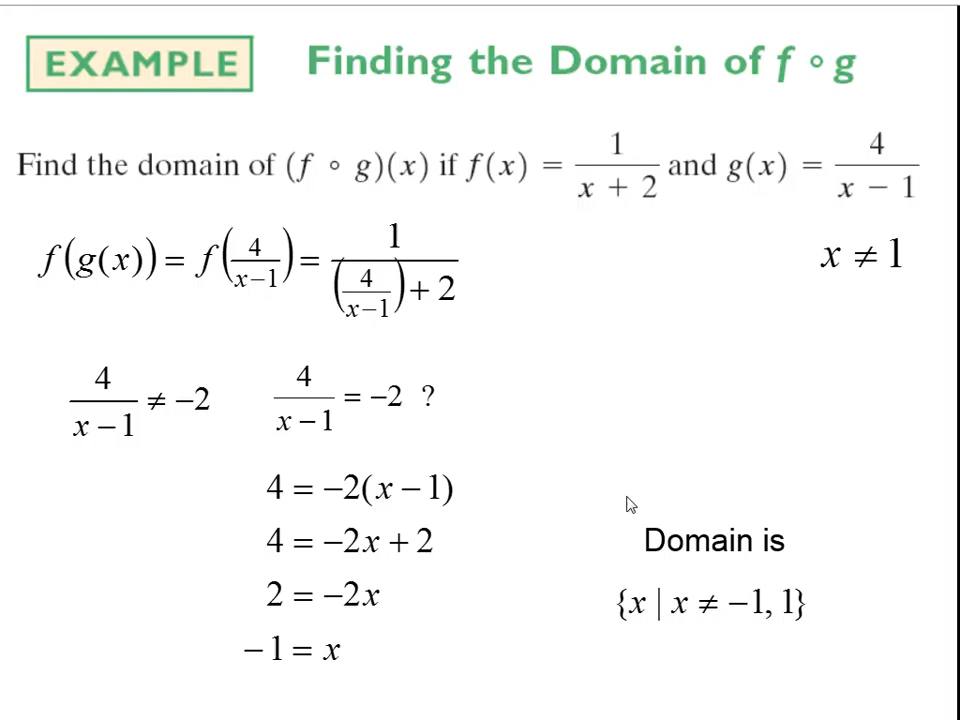 EXAMPLE Finding the Domain of f ∘ g
Find the domain of (f ∘ g)(x) if f(x) = 1/(x + 2) and g(x) = 4/(x − 1)
f(g(x)) = f(4/(x−1)) = 1/((4/(x−1)) + 2)
x ≠ 1
4/(x − 1) ≠ −2
4/(x − 1) = −2 ?
4 = −2(x − 1)
4 = −2x + 2
2 = −2x
−1 = x
Domain is
{x | x ≠ −1, 1}